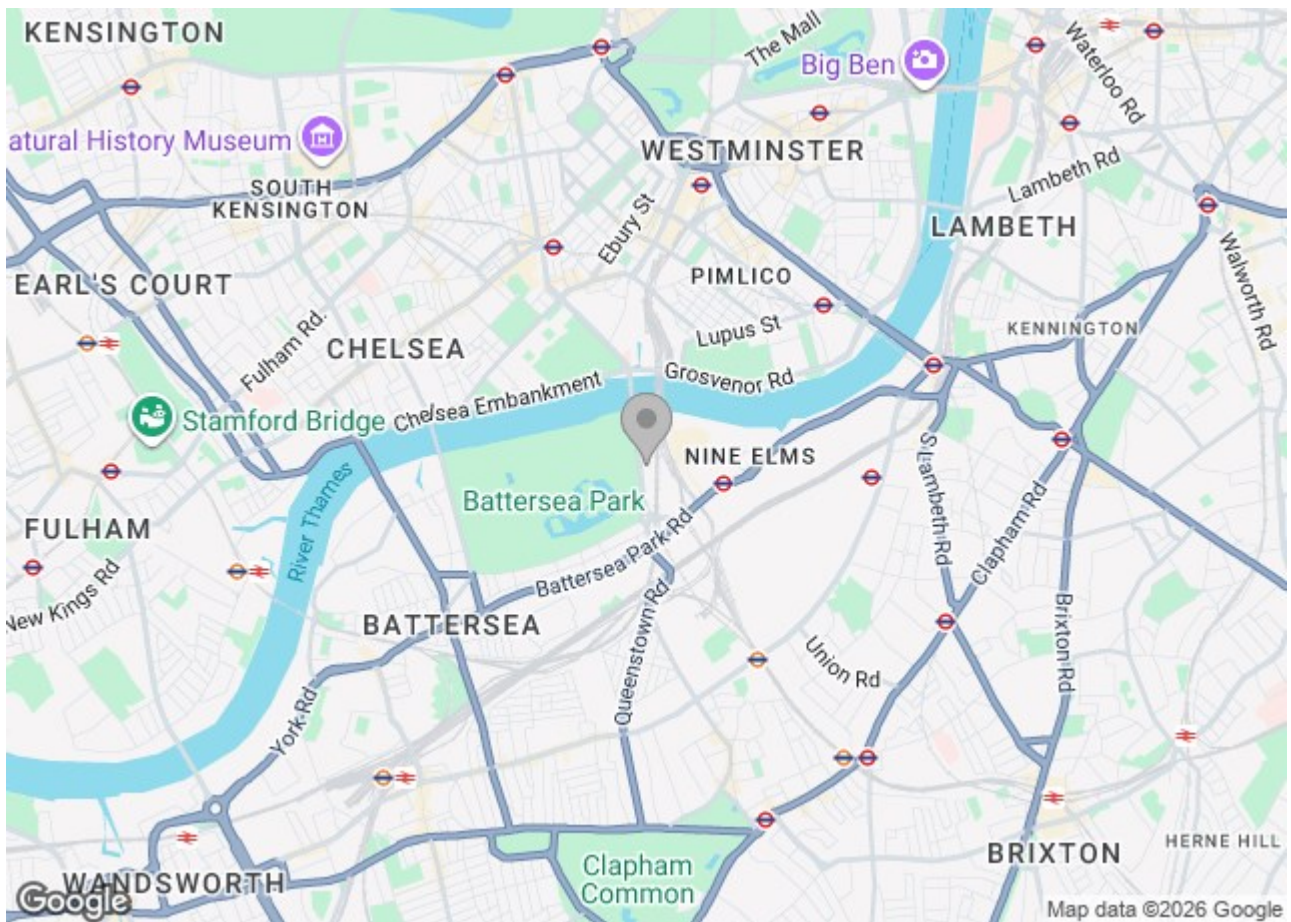 KENSINGTON
The Mall
Big Ben
Waterloo Rd
atural History Museum
WESTMINSTER
SOUTH
KENSINGTON
Lambeth Rd
Ebury St
LAMBETH
EARL'S COURT
PIMLICO
Walworth Rd
Fulham Rd.
CHELSEA
Lupus St
KENNINGTON
Grosvenor Rd
Chelsea Embankment
Stamford Bridge
NINE ELMS
S Lambeth Rd
Battersea Park
Clapham Rd
FULHAM
River Thames
Battersea Park Rd
New Kings Rd
BATTERSEA
Queenstown Rd
Union Rd
Brixton Rd
York Rd
HERNE HILL
BRIXTON
Clapham
Common
WANDSWORTH
Google
Map data ©2026 Google